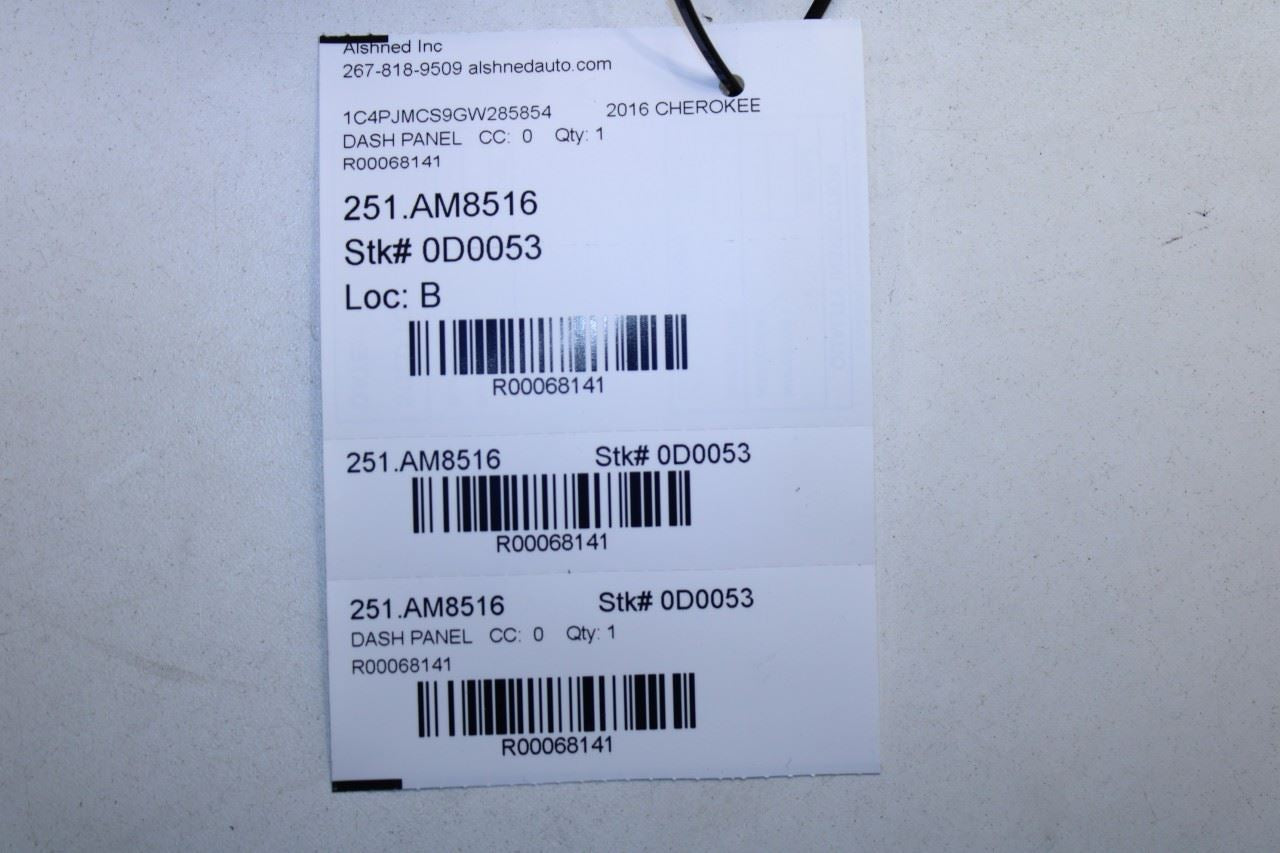 Alshned Inc
267-818-9509 alshnedauto.com
1C4PJMCS9GW285854 2016 CHEROKEE
DASH PANEL CC: 0 Qty: 1
R00068141
251.AM8516
Stk# 0D0053
Loc: B
R00068141
251.AM8516 Stk# 0D0053
R00068141
251.AM8516 Stk# 0D0053
DASH PANEL CC: 0 Qty: 1
R00068141
R00068141